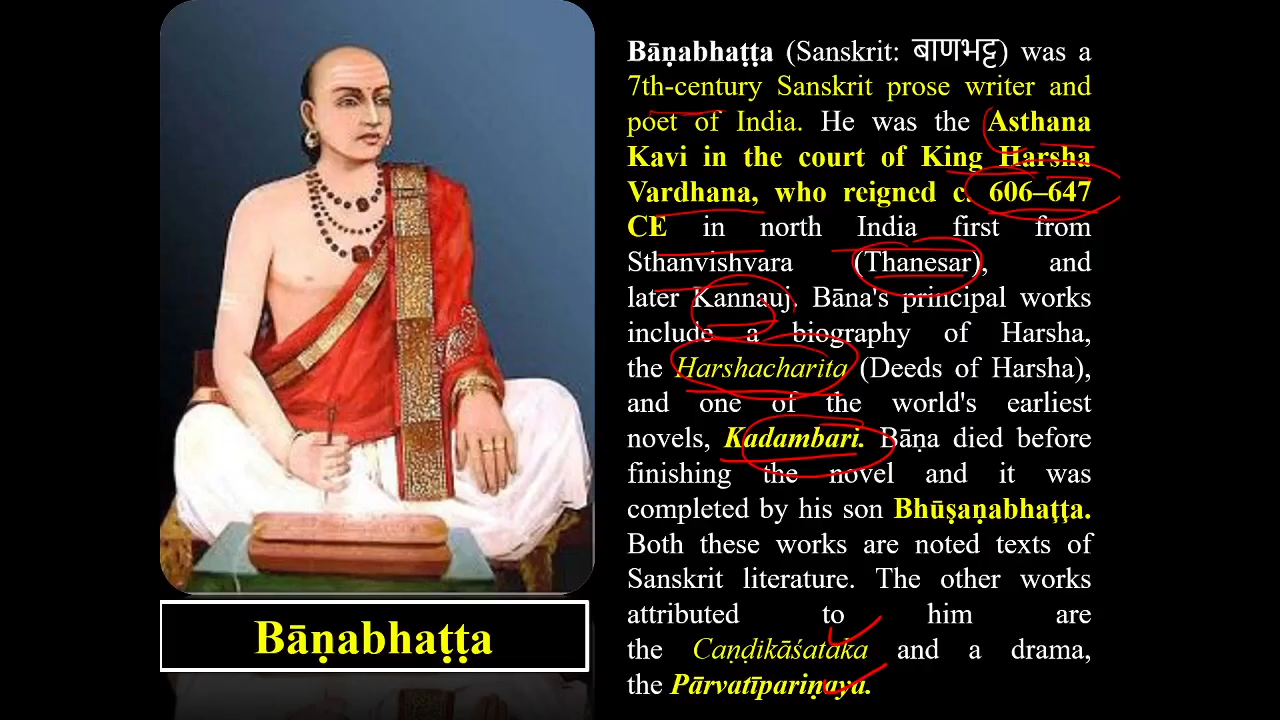 Bāṇabhaṭṭa (Sanskrit: बाणभट्ट) was a
7th-century Sanskrit prose writer and
poet of India. He was the Asthana
Kavi in the court of King Harsha
Vardhana, who reigned c. 606–647
CE in north India first from
Sthanvishvara (Thanesar), and
later Kannauj. Bāna's principal works
include a biography of Harsha,
the Harshacharita (Deeds of Harsha),
and one of the world's earliest
novels, Kadambari. Bāṇa died before
finishing the novel and it was
completed by his son Bhūṣaṇabhaṭṭa.
Both these works are noted texts of
Sanskrit literature. The other works
attributed to him are
the Caṇḍikāśataka and a drama,
the Pārvatīpariṇaya.
Bāṇabhaṭṭa